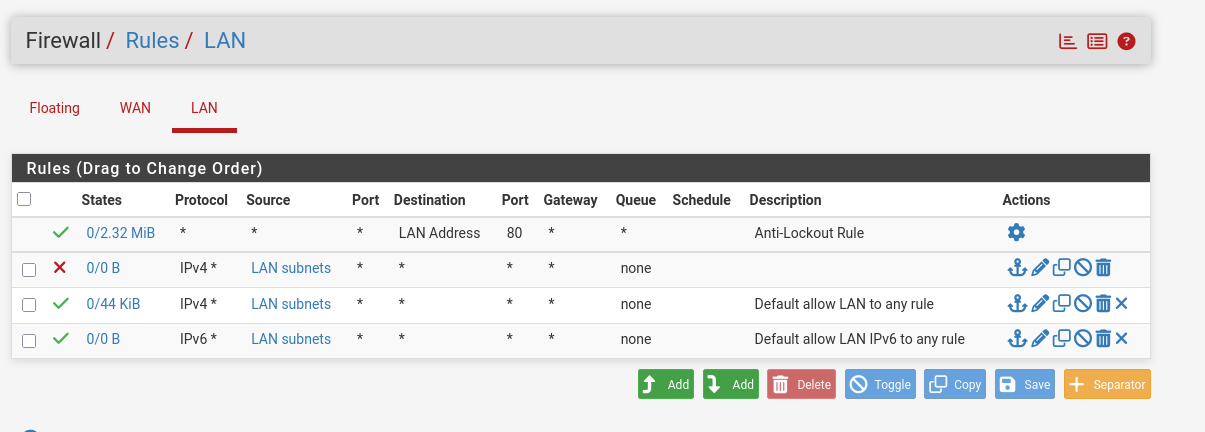 Firewall / Rules / LAN
Floating WAN LAN
Rules (Drag to Change Order)
States Protocol Source Port Destination Port Gateway Queue Schedule Description Actions
0/2.32 MiB * * * LAN Address 80 * * Anti-Lockout Rule
0/0 B IPv4 * LAN subnets * * * * none
0/44 KiB IPv4 * LAN subnets * * * * none Default allow LAN to any rule
0/0 B IPv6 * LAN subnets * * * * none Default allow LAN IPv6 to any rule
Add Add Delete Toggle Copy Save Separator